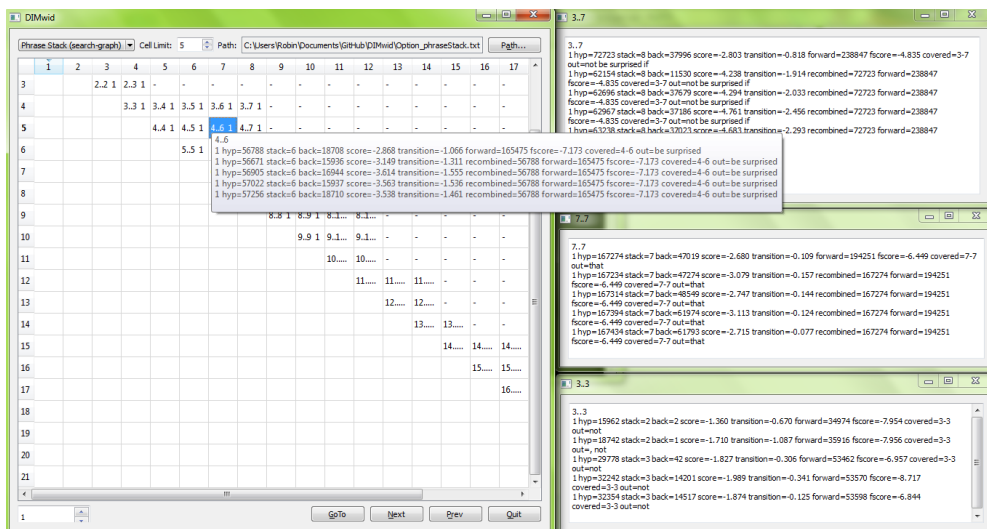 DIMwid
Phrase Stack (search-graph) Cell Limit: 5 Path: C:\Users\Robin\Documents\GitHub\DIMwid\Option_phraseStack.txt Path...
1 2 3 4 5 6 7 8 9 10 11 12 13 14 15 16 17
3 2..2 1 2..3 1 - - - - - - - - - - - - -
4 3..3 1 3..4 1 3..5 1 3..6 1 3..7 1 - - - - - - - - -
5 4..4 1 4..5 1 4..6 1 4..7 1 - - - - - - - - -
6 5..5 1
4..6
1 hyp=56788 stack=6 back=18708 score=-2.868 transition=-1.066 forward=165475 fscore=-7.173 covered=4-6 out=be surprised
1 hyp=56671 stack=6 back=15936 score=-3.149 transition=-1.311 recombined=56788 forward=165475 fscore=-7.173 covered=4-6 out=be surprised
1 hyp=56905 stack=6 back=16944 score=-3.614 transition=-1.555 recombined=56788 forward=165475 fscore=-7.173 covered=4-6 out=be surprised
1 hyp=57022 stack=6 back=15937 score=-3.563 transition=-1.536 recombined=56788 forward=165475 fscore=-7.173 covered=4-6 out=be surprised
1 hyp=57256 stack=6 back=18710 score=-3.538 transition=-1.461 recombined=56788 forward=165475 fscore=-7.173 covered=4-6 out=be surprised
7
8
9 8..8 1 8..9 1 8..1... 8..1... - - - - -
10 9..9 1 9..1... 9..1... - - - - -
11 10..... 10..... - - - - -
12 11..... 11..... 11..... - - -
13 12..... 12..... - - -
14 13..... 13..... - -
15 14..... 14..... 14.....
16 15..... 15.....
17 16.....
18
19
20
21
1 GoTo Next Prev Quit
3..7
3..7
1 hyp=72723 stack=8 back=37996 score=-2.803 transition=-0.818 forward=238847 fscore=-4.835 covered=3-7
out=not be surprised if
1 hyp=62154 stack=8 back=11530 score=-4.238 transition=-1.914 recombined=72723 forward=238847
fscore=-4.835 covered=3-7 out=not be surprised if
1 hyp=62696 stack=8 back=37679 score=-4.294 transition=-2.033 recombined=72723 forward=238847
fscore=-4.835 covered=3-7 out=not be surprised if
1 hyp=62967 stack=8 back=37186 score=-4.761 transition=-2.456 recombined=72723 forward=238847
fscore=-4.835 covered=3-7 out=not be surprised if
1 hyp=63238 stack=8 back=37023 score=-4.683 transition=-2.293 recombined=72723 forward=238847
7..7
7..7
1 hyp=167274 stack=7 back=47019 score=-2.680 transition=-0.109 forward=194251 fscore=-6.449 covered=7-7
out=that
1 hyp=167234 stack=7 back=47274 score=-3.079 transition=-0.157 recombined=167274 forward=194251
fscore=-6.449 covered=7-7 out=that
1 hyp=167314 stack=7 back=48549 score=-2.747 transition=-0.144 recombined=167274 forward=194251
fscore=-6.449 covered=7-7 out=that
1 hyp=167394 stack=7 back=61974 score=-3.113 transition=-0.124 recombined=167274 forward=194251
fscore=-6.449 covered=7-7 out=that
1 hyp=167434 stack=7 back=61793 score=-2.715 transition=-0.077 recombined=167274 forward=194251
fscore=-6.449 covered=7-7 out=that
3..3
3..3
1 hyp=15962 stack=2 back=2 score=-1.360 transition=-0.670 forward=34974 fscore=-7.954 covered=3-3
out=not
1 hyp=18742 stack=2 back=1 score=-1.710 transition=-1.087 forward=35916 fscore=-7.956 covered=3-3
out=, not
1 hyp=29778 stack=3 back=42 score=-1.827 transition=-0.306 forward=53462 fscore=-6.957 covered=3-3
out=not
1 hyp=32242 stack=3 back=14201 score=-1.989 transition=-0.341 forward=53570 fscore=-8.717
covered=3-3 out=not
1 hyp=32354 stack=3 back=14517 score=-1.874 transition=-0.125 forward=53598 fscore=-6.844
covered=3-3 out=not